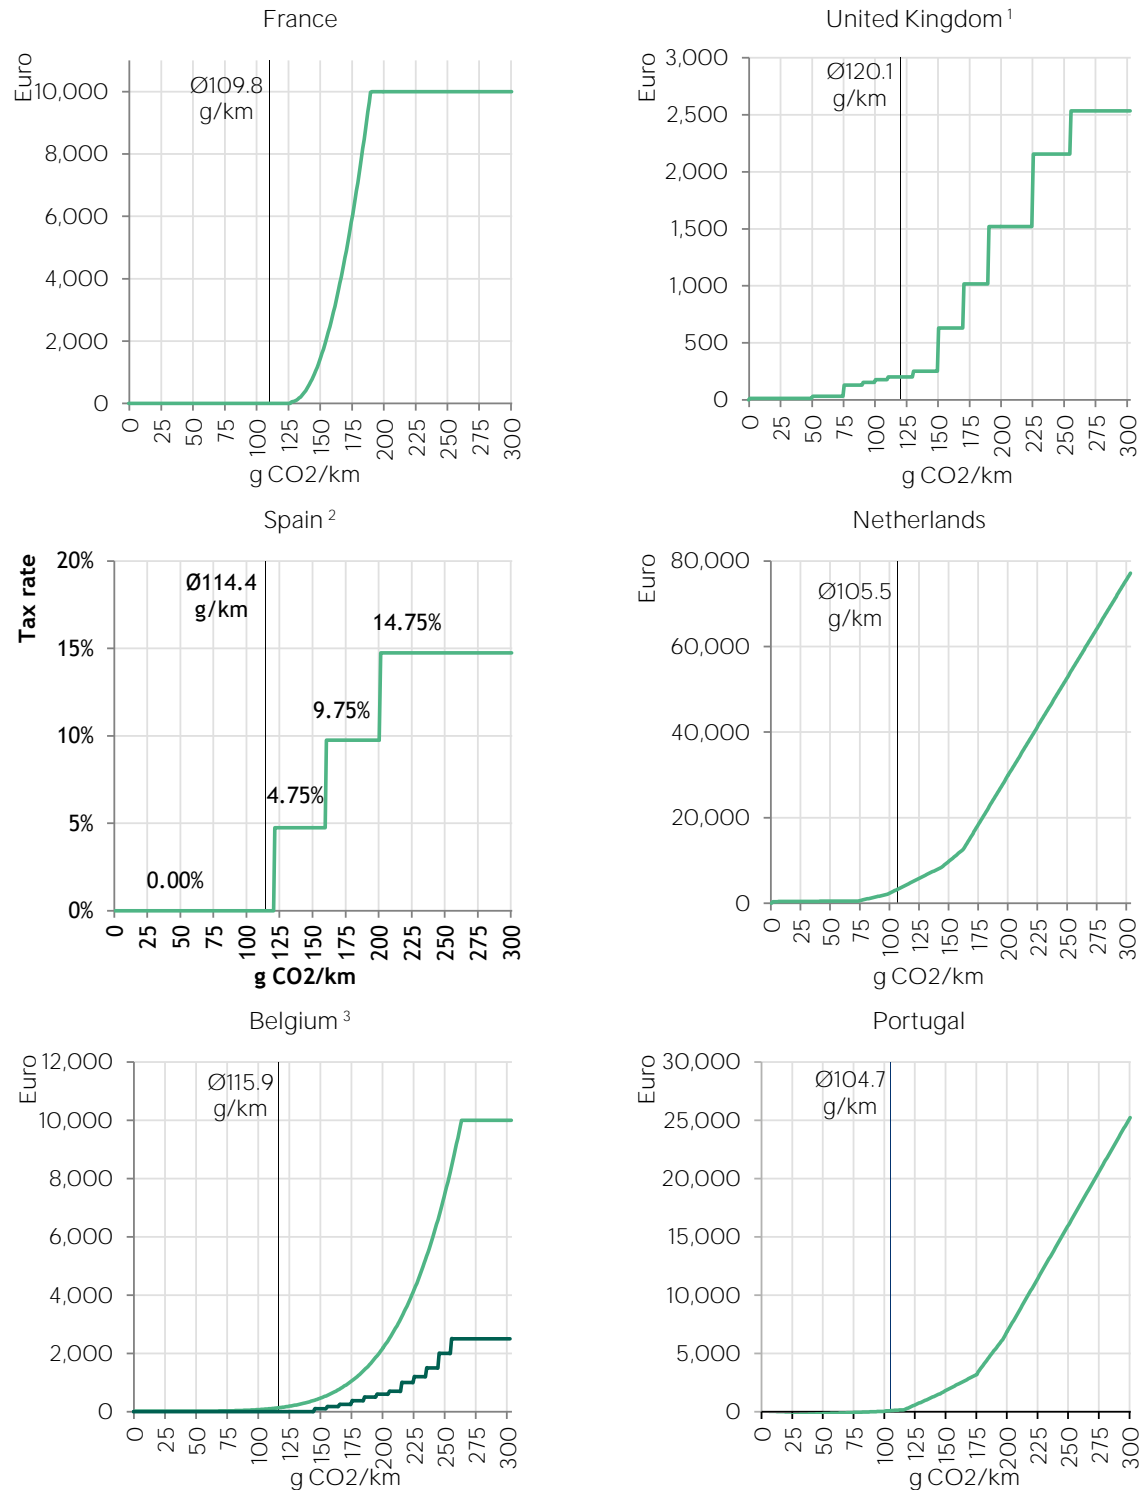 France
Euro
Ø109.8
g/km
10,000
8,000
6,000
4,000
2,000
0
0 25 50 75 100 125 150 175 200 225 250 275 300
g CO2/km
United Kingdom 1
Euro
Ø120.1
g/km
3,000
2,500
2,000
1,500
1,000
500
0
0 25 50 75 100 125 150 175 200 225 250 275 300
g CO2/km
Spain 2
Tax rate
Ø114.4
g/km
20%
15%
10%
5%
0%
14.75%
9.75%
4.75%
0.00%
0 25 50 75 100 125 150 175 200 225 250 275 300
g CO2/km
Netherlands
Euro
Ø105.5
g/km
80,000
60,000
40,000
20,000
0
0 25 50 75 100 125 150 175 200 225 250 275 300
g CO2/km
Belgium 3
Euro
Ø115.9
g/km
12,000
10,000
8,000
6,000
4,000
2,000
0
0 25 50 75 100 125 150 175 200 225 250 275 300
g CO2/km
Portugal
Euro
Ø104.7
g/km
30,000
25,000
20,000
15,000
10,000
5,000
0
0 25 50 75 100 125 150 175 200 225 250 275 300
g CO2/km